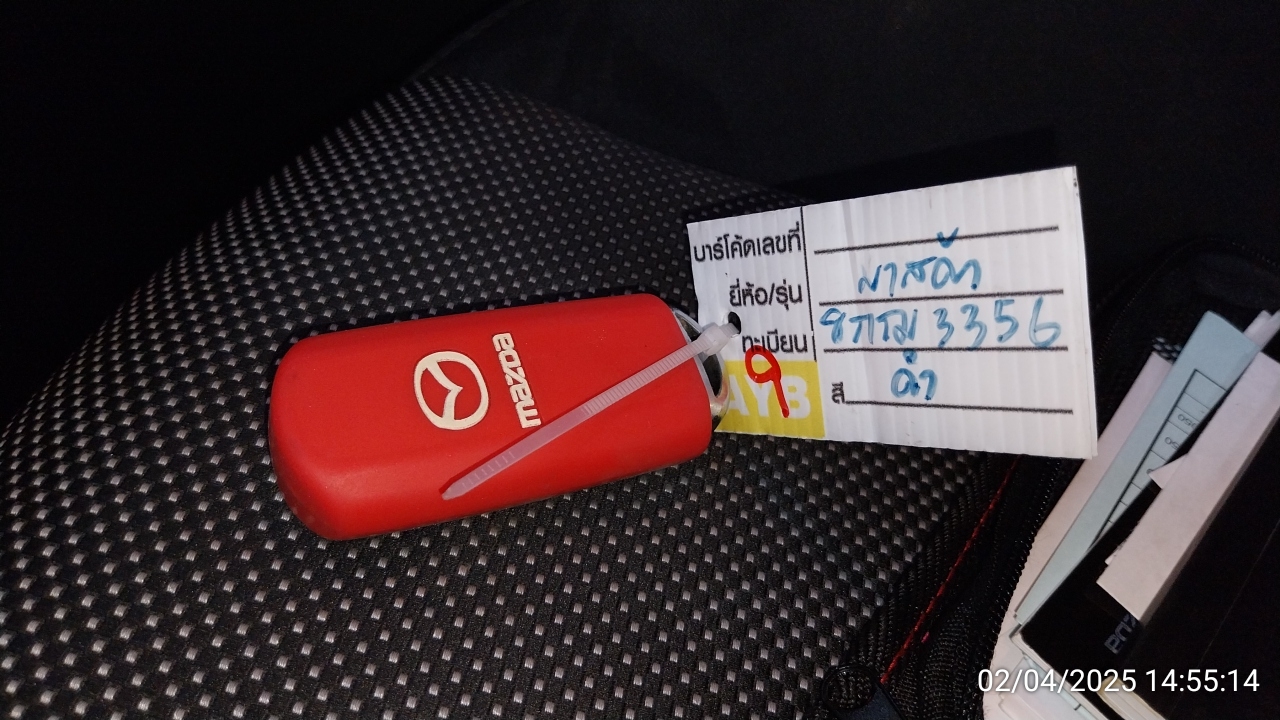 mazda
บาร์โค้ดเลขที่
ยี่ห้อ/รุ่น มาสด้า
ทะเบียน 8กฌ 3356
AYB
9
สี ดำ
02/04/2025 14:55:14